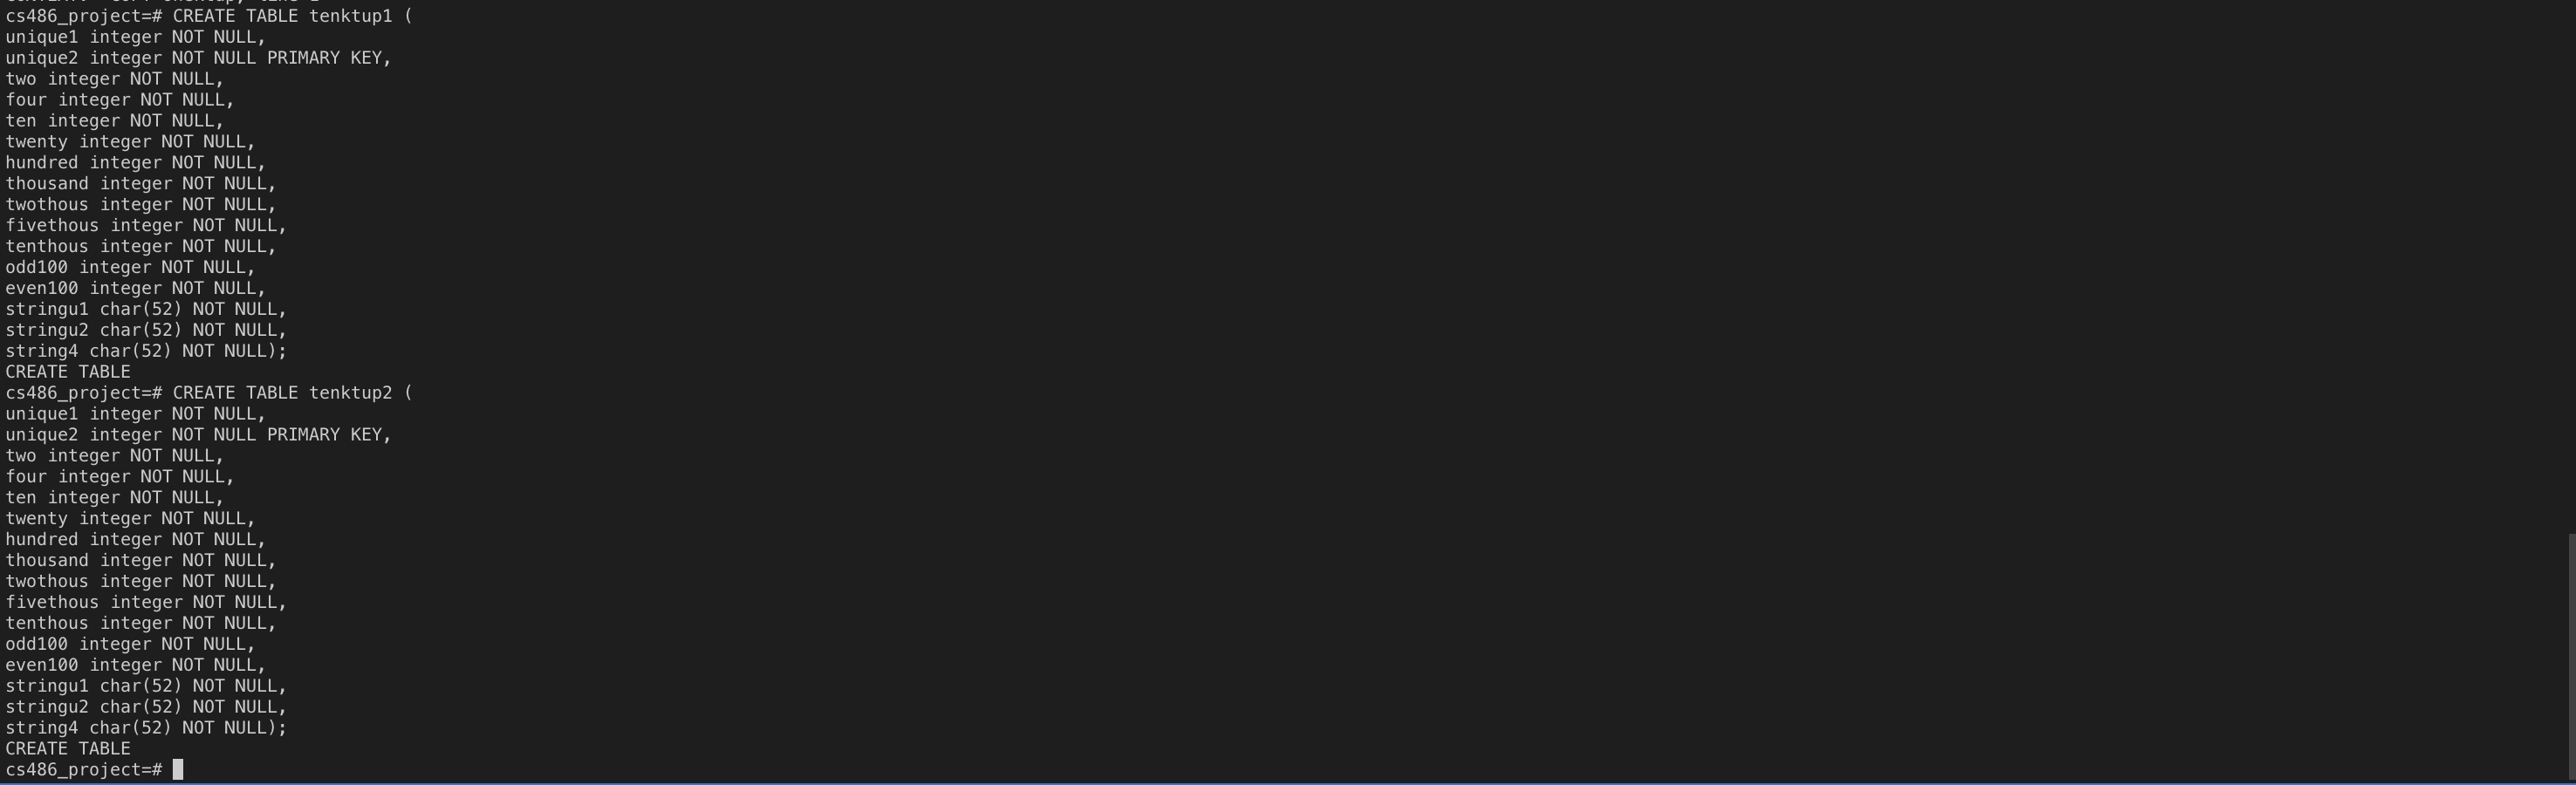 cs486_project=# CREATE TABLE tenktup1 (
unique1 integer NOT NULL,
unique2 integer NOT NULL PRIMARY KEY,
two integer NOT NULL,
four integer NOT NULL,
ten integer NOT NULL,
twenty integer NOT NULL,
hundred integer NOT NULL,
thousand integer NOT NULL,
twothous integer NOT NULL,
fivethous integer NOT NULL,
tenthous integer NOT NULL,
odd100 integer NOT NULL,
even100 integer NOT NULL,
stringu1 char(52) NOT NULL,
stringu2 char(52) NOT NULL,
string4 char(52) NOT NULL);
CREATE TABLE
cs486_project=# CREATE TABLE tenktup2 (
unique1 integer NOT NULL,
unique2 integer NOT NULL PRIMARY KEY,
two integer NOT NULL,
four integer NOT NULL,
ten integer NOT NULL,
twenty integer NOT NULL,
hundred integer NOT NULL,
thousand integer NOT NULL,
twothous integer NOT NULL,
fivethous integer NOT NULL,
tenthous integer NOT NULL,
odd100 integer NOT NULL,
even100 integer NOT NULL,
stringu1 char(52) NOT NULL,
stringu2 char(52) NOT NULL,
string4 char(52) NOT NULL);
CREATE TABLE
cs486_project=#